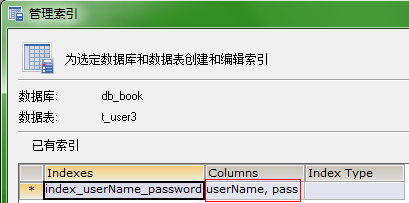 管理索引
为选定数据库和数据表创建和编辑索引
数据库: db_book
数据表: t_user3
已有索引
Indexes Columns Index Type
* index_userName_password userName, pass